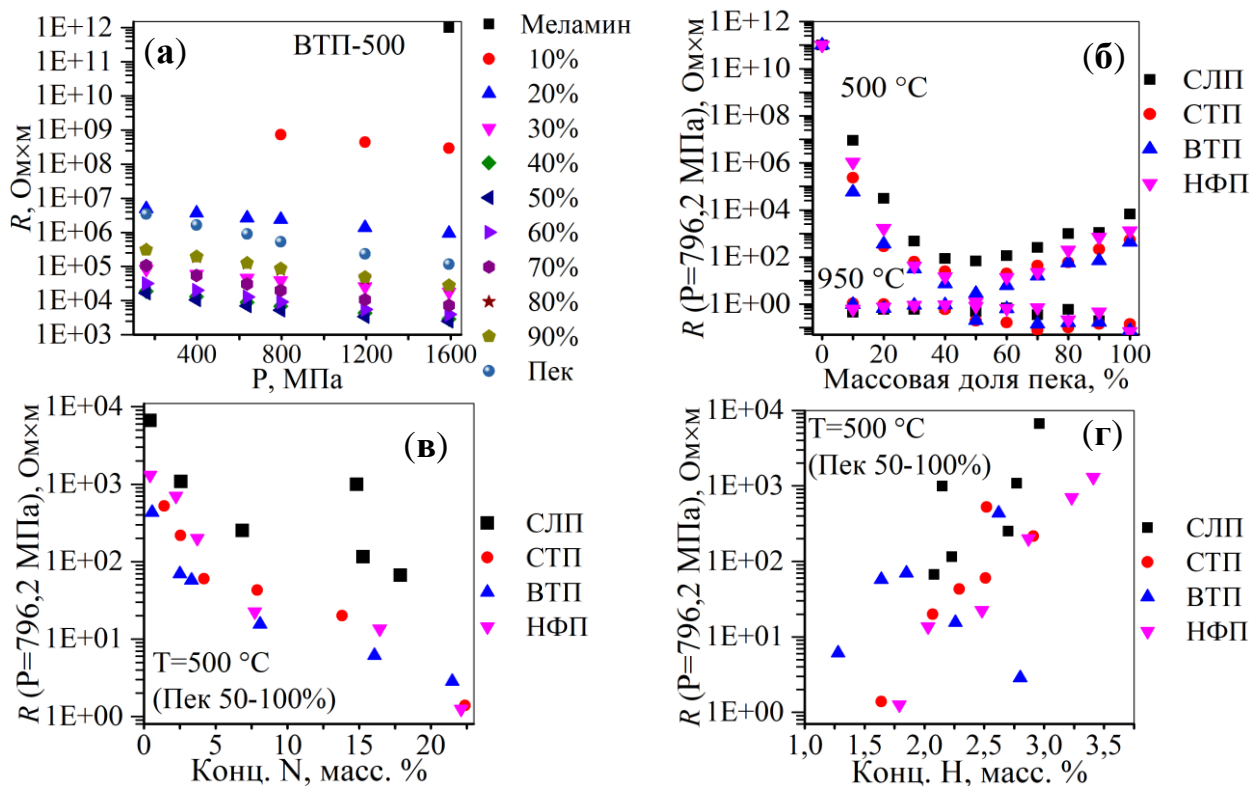 (а)
ВТП-500
R, Ом×м
1E+12
1E+11
1E+10
1E+09
1E+08
1E+07
1E+06
1E+05
1E+04
1E+03
400 800 1200 1600
P, МПа
Меламин
10%
20%
30%
40%
50%
60%
70%
80%
90%
Пек
(б)
500 °C
950 °C
R (P=796,2 МПа), Ом×м
1E+12
1E+10
1E+08
1E+06
1E+04
1E+02
1E+00
0 20 40 60 80 100
Массовая доля пека, %
СЛП
СТП
ВТП
НФП
(в)
T=500 °C
(Пек 50-100%)
R (P=796,2 МПа), Ом×м
1E+04
1E+03
1E+02
1E+01
1E+00
0 5 10 15 20
Конц. N, масс. %
СЛП
СТП
ВТП
НФП
(г)
T=500 °C
(Пек 50-100%)
R (P=796,2 МПа), Ом×м
1E+04
1E+03
1E+02
1E+01
1E+00
1,0 1,5 2,0 2,5 3,0 3,5
Конц. H, масс. %
СЛП
СТП
ВТП
НФП